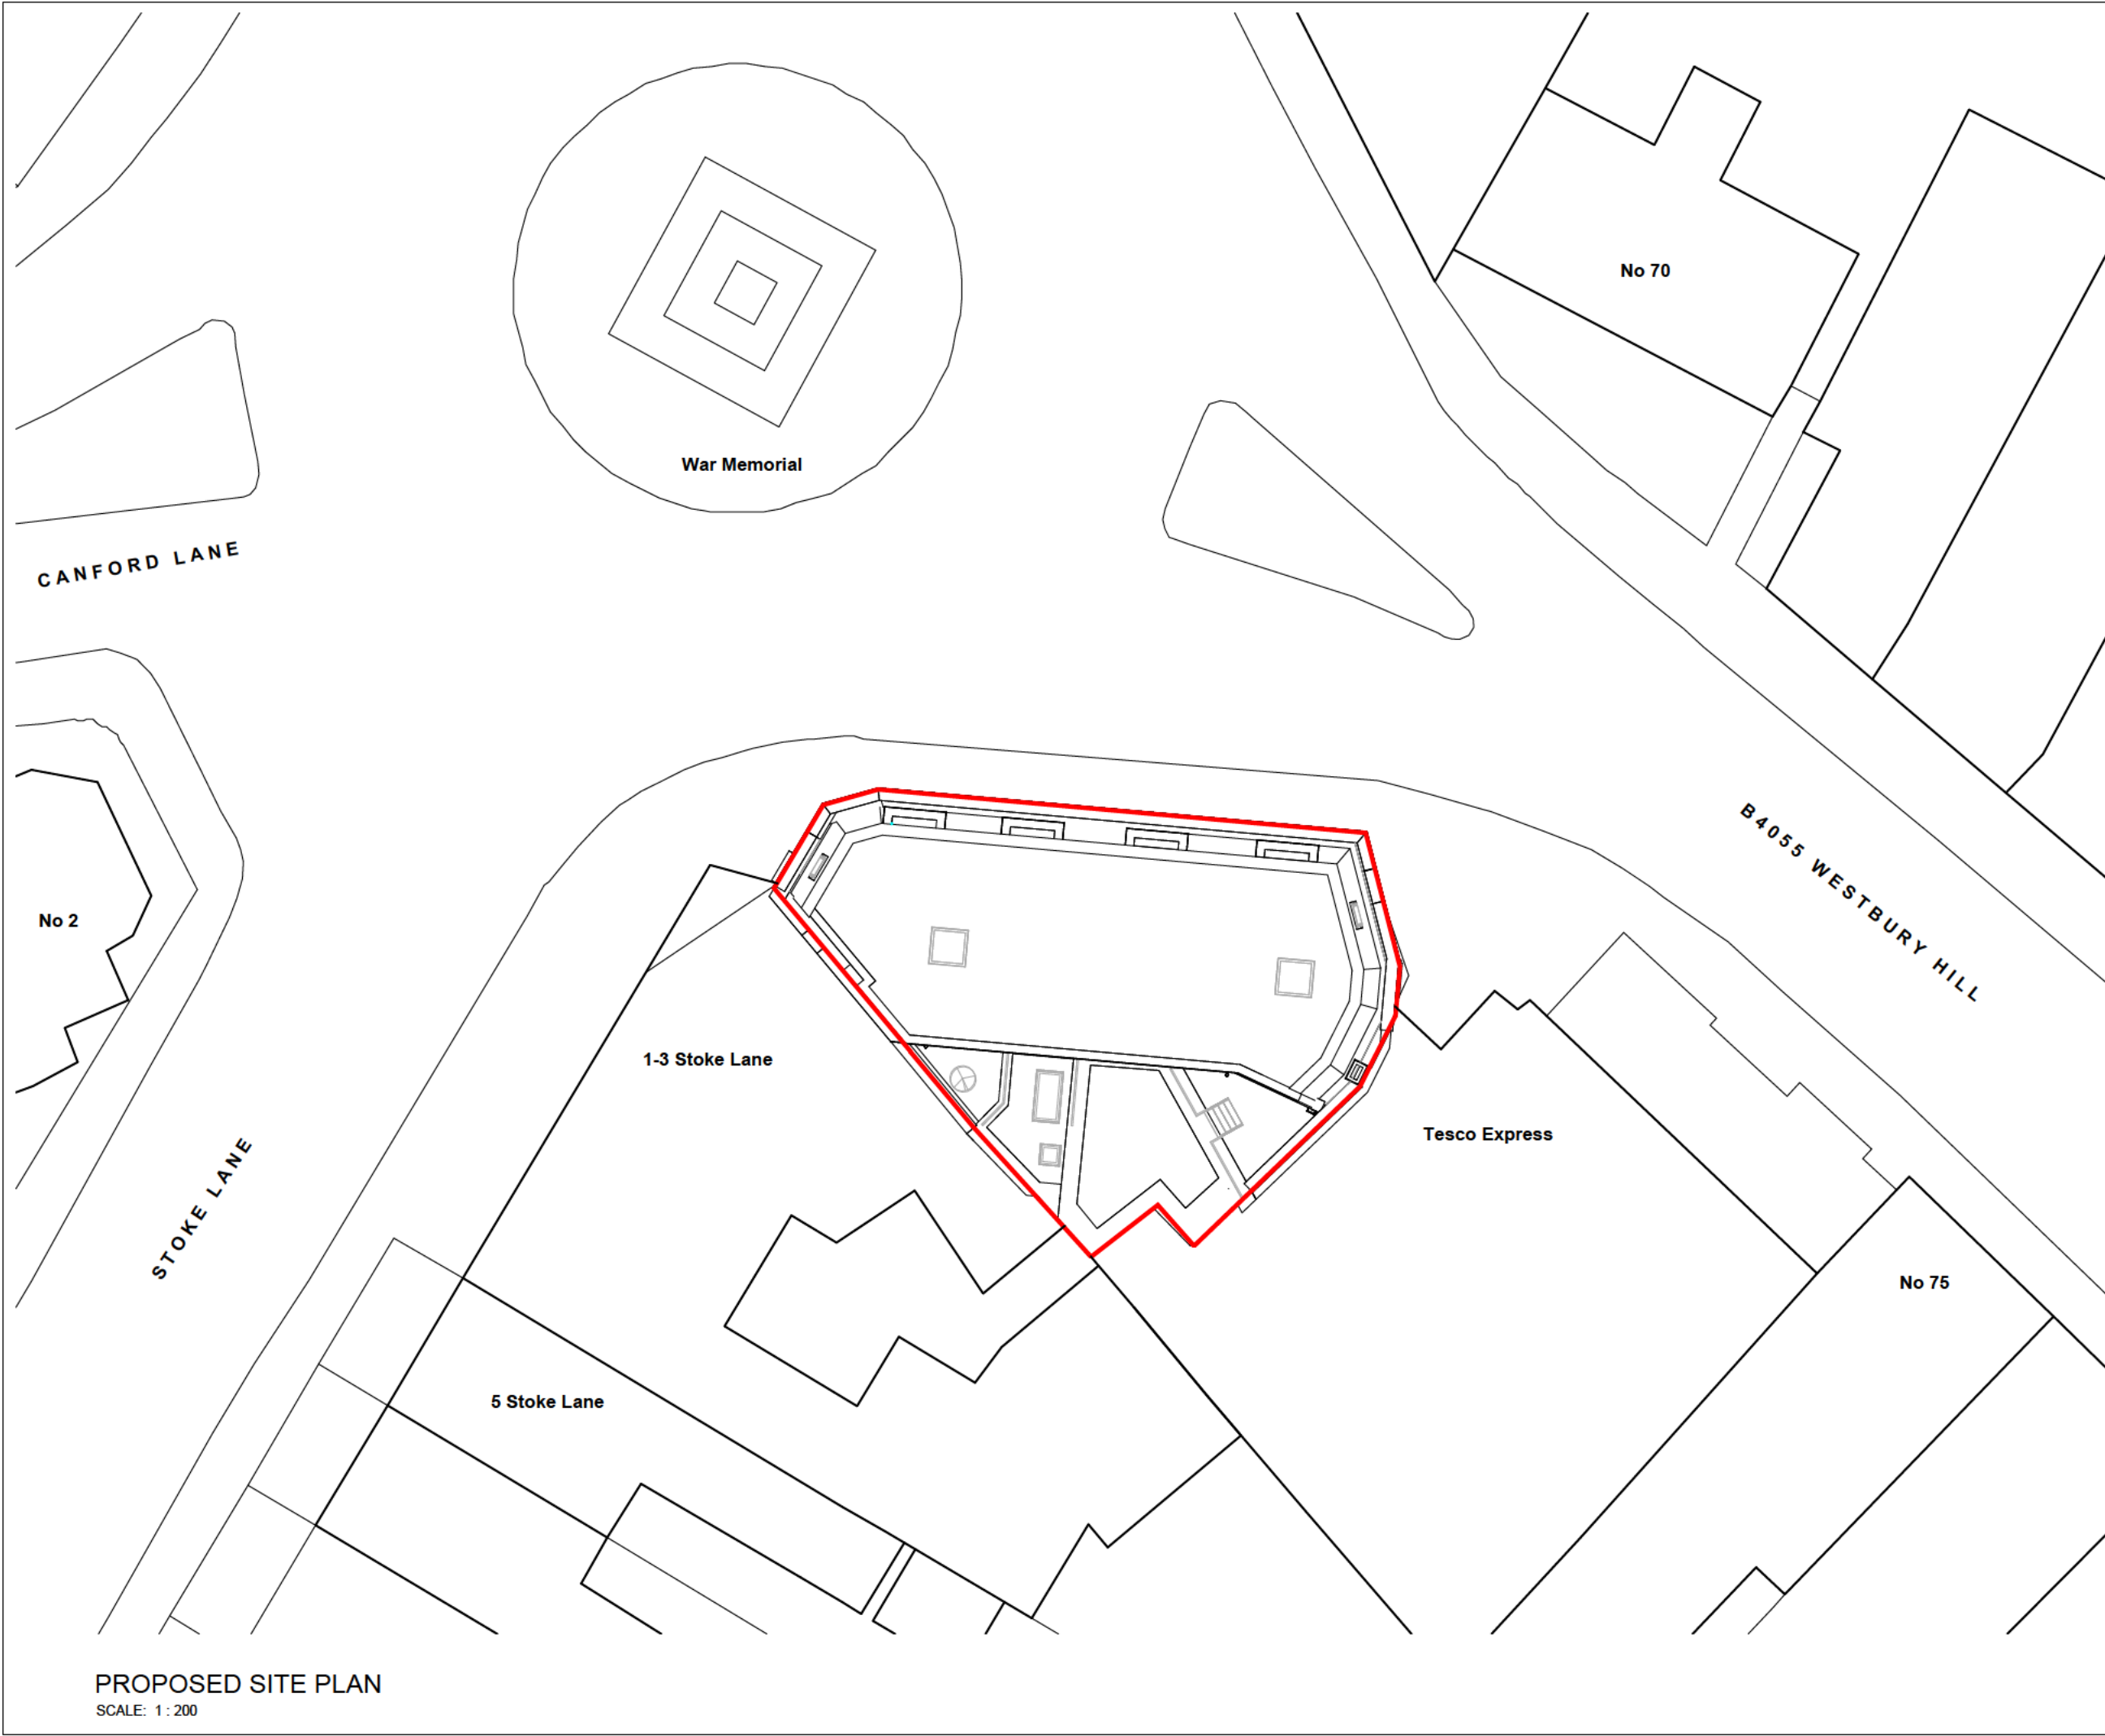 No 70
War Memorial
CANFORD LANE
B4055 WESTBURY HILL
No 2
1-3 Stoke Lane
Tesco Express
STOKE LANE
No 75
5 Stoke Lane
PROPOSED SITE PLAN
SCALE: 1 : 200